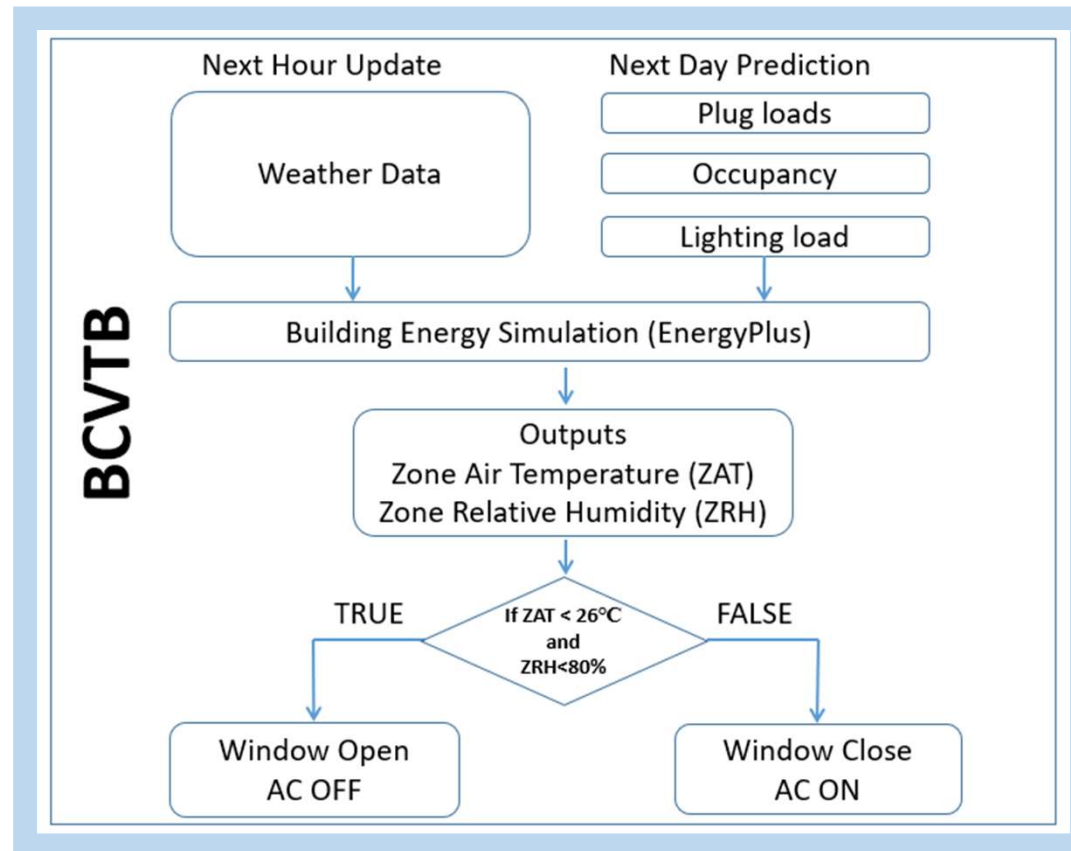 Next Hour Update
Next Day Prediction
Weather Data
Plug loads
Occupancy
Lighting load
BCVTB
Building Energy Simulation (EnergyPlus)
Outputs
Zone Air Temperature (ZAT)
Zone Relative Humidity (ZRH)
TRUE
If ZAT < 26°C
and
ZRH<80%
FALSE
Window Open
AC OFF
Window Close
AC ON